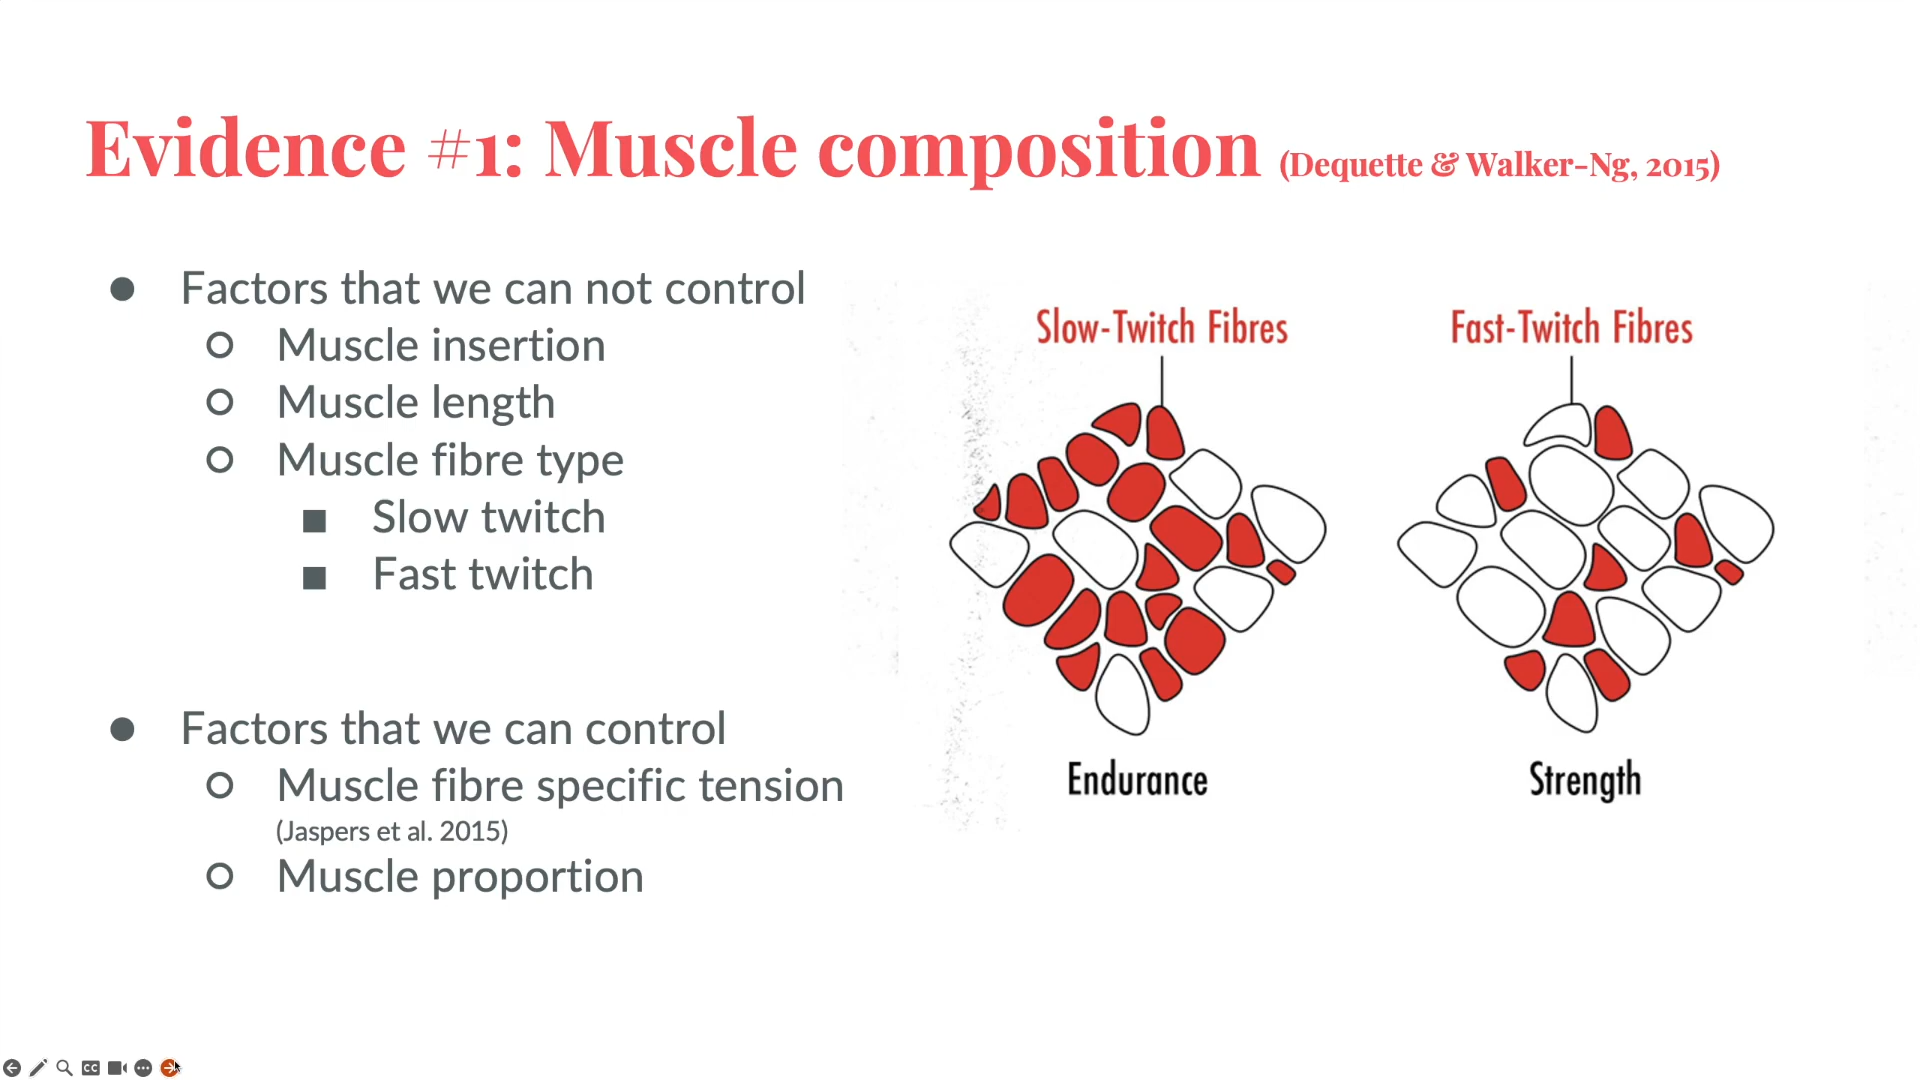 Evidence #1: Muscle composition (Dequette & Walker-Ng, 2015)
● Factors that we can not control
○ Muscle insertion
○ Muscle length
○ Muscle fibre type
■ Slow twitch
■ Fast twitch
● Factors that we can control
○ Muscle fibre specific tension
(Jaspers et al. 2015)
○ Muscle proportion
Slow-Twitch Fibres
Endurance
Fast-Twitch Fibres
Strength
CC